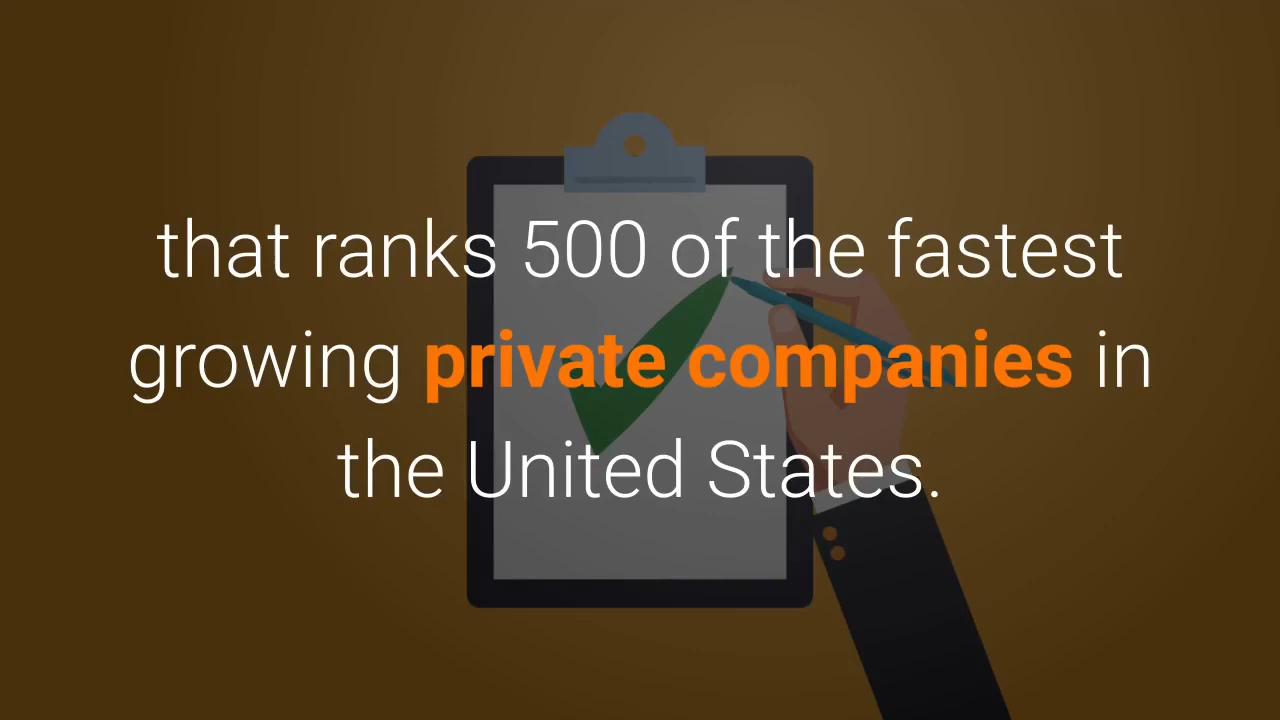 that ranks 500 of the fastest
growing private companies in
the United States.